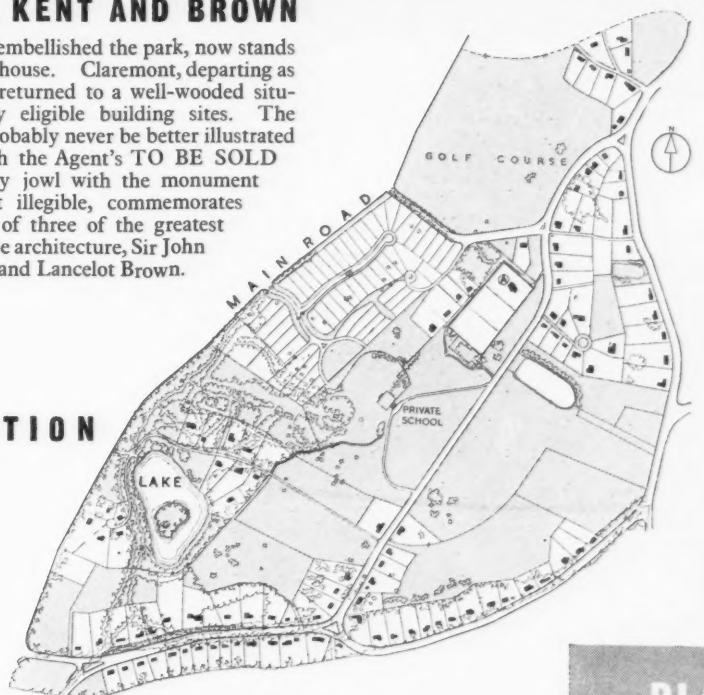 KENT AND BROWN
embellished the park, now stands
house. Claremont, departing as
returned to a well-wooded situ-
eligible building sites. The
probably never be better illustrated
the Agent's TO BE SOLD
jowl with the monument
illegible, commemorates
of three of the greatest
architecture, Sir John
and Lancelot Brown.
GOLF COURSE
N
MAIN ROAD
PRIVATE
SCHOOL
LAKE